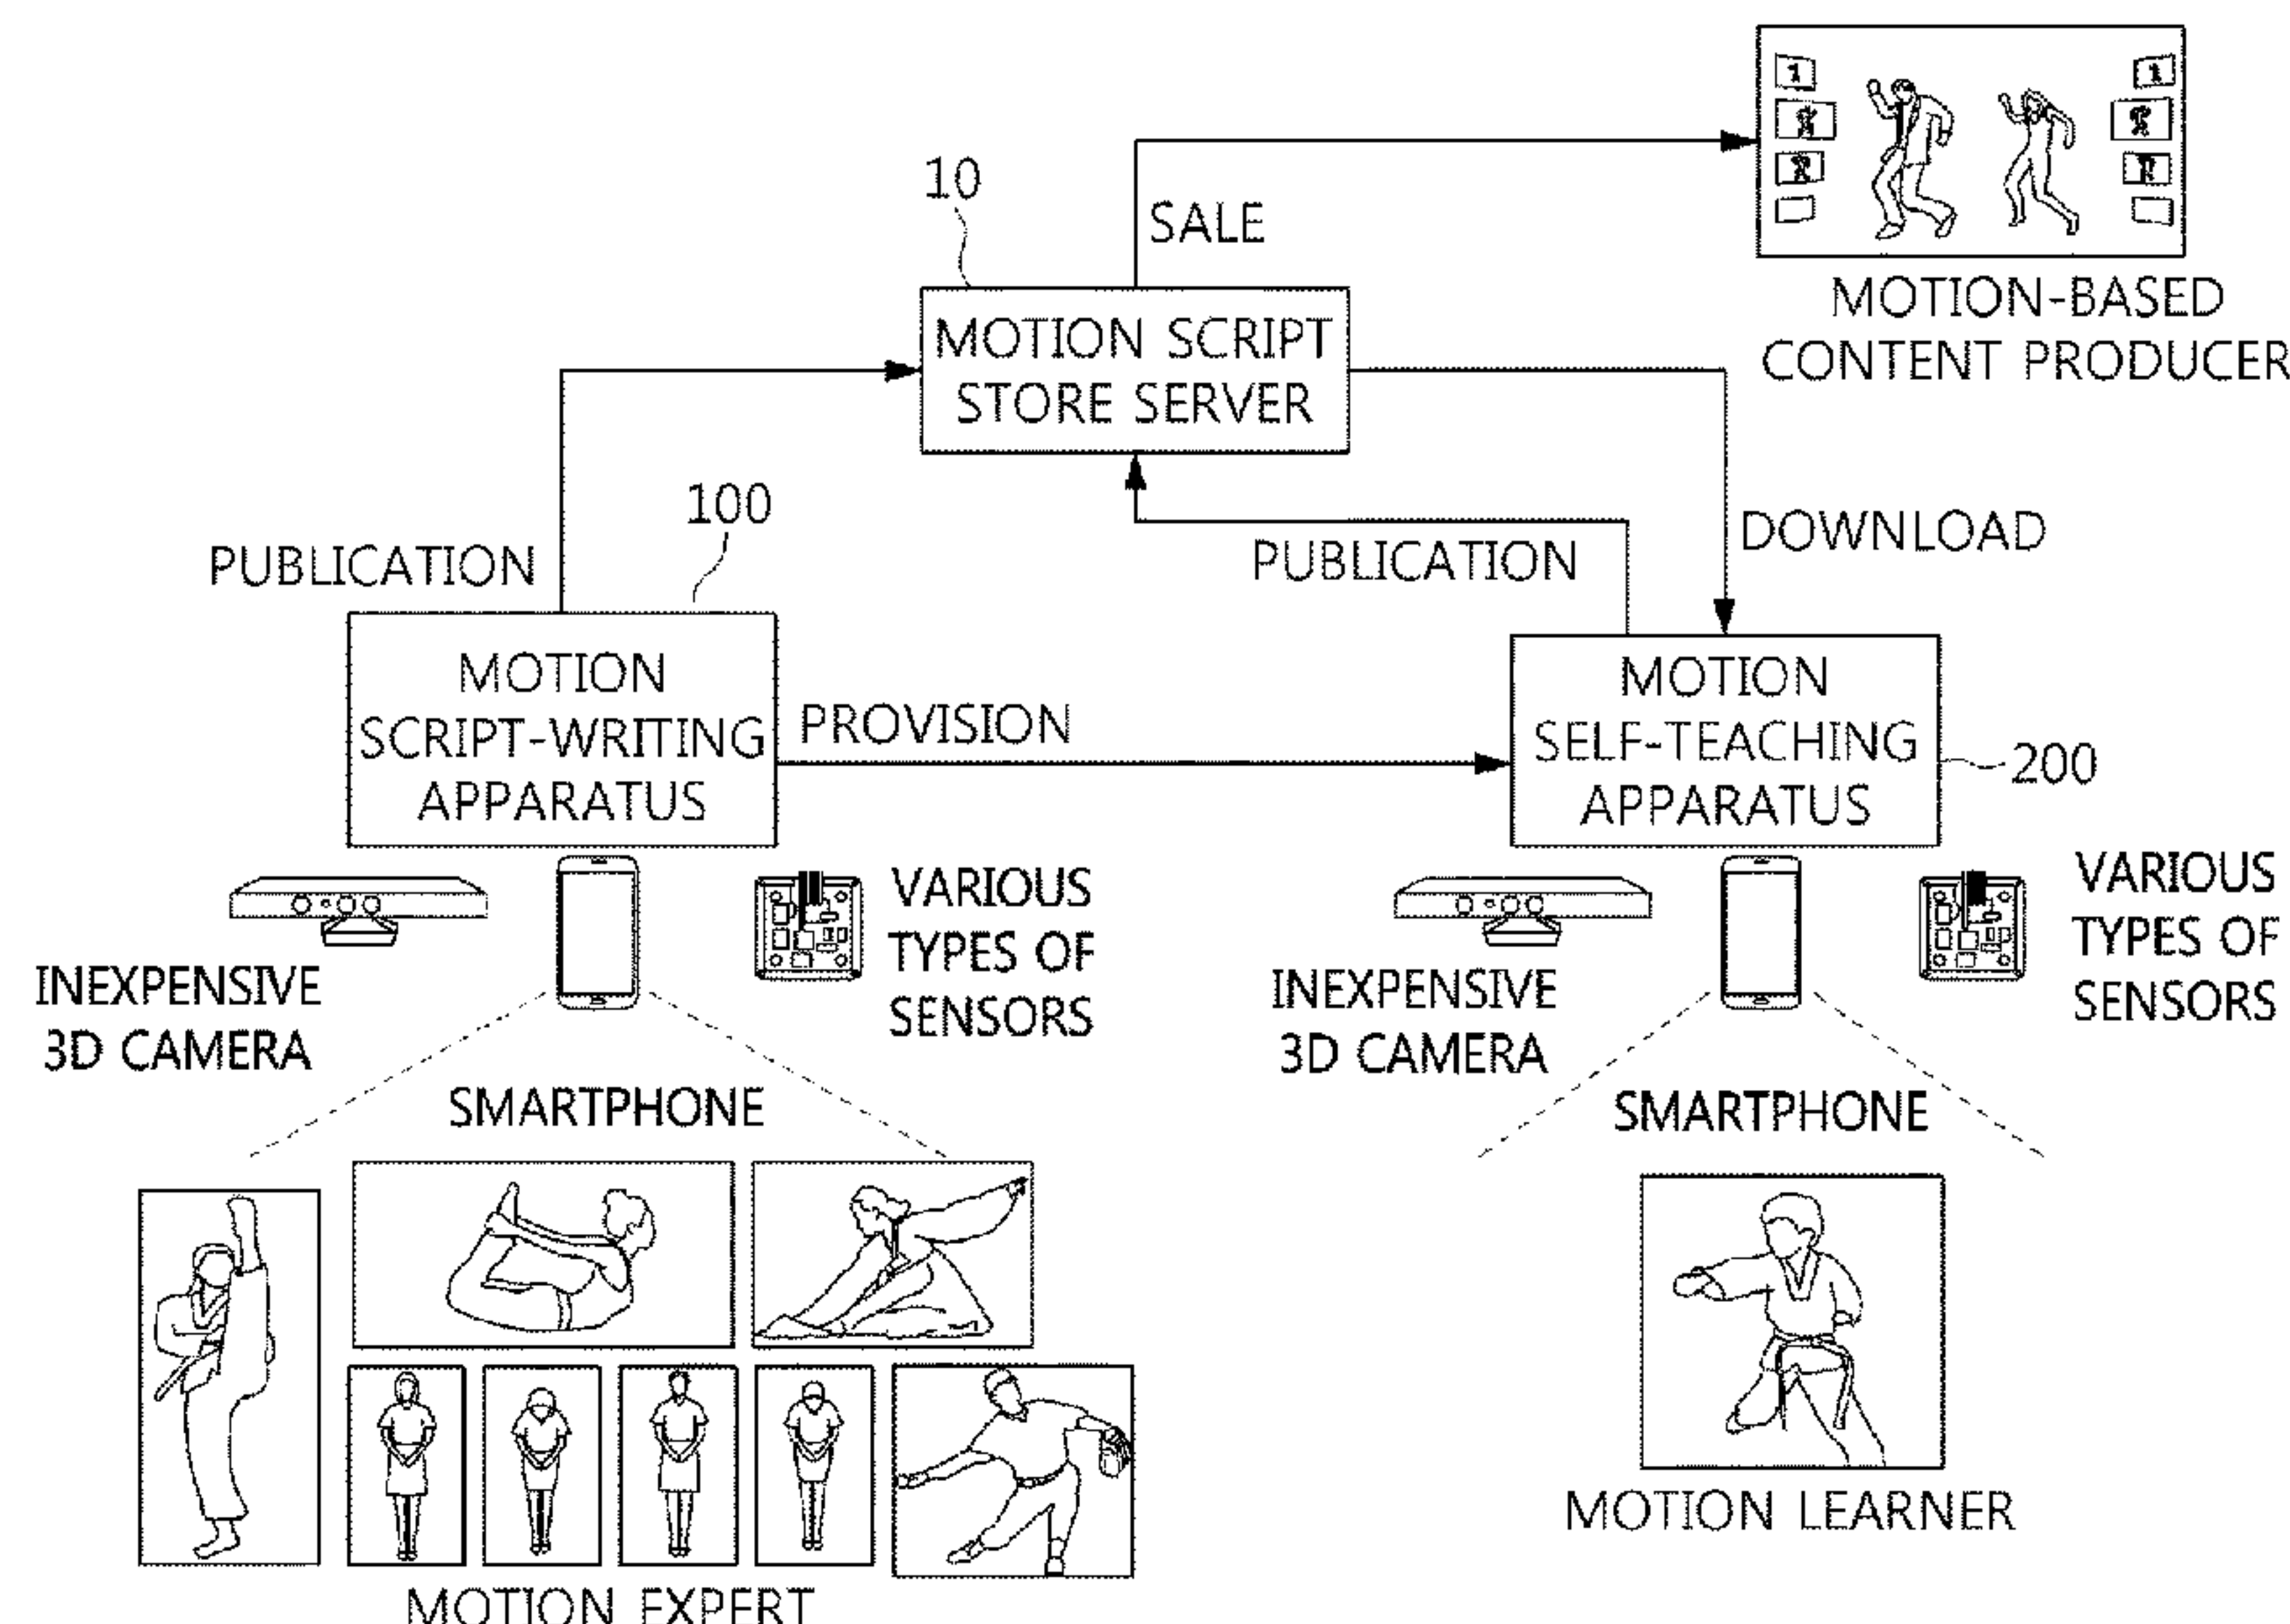 10
SALE
MOTION SCRIPT
STORE SERVER
MOTION-BASED
CONTENT PRODUCER
100
PUBLICATION
PUBLICATION
DOWNLOAD
MOTION
SCRIPT-WRITING
APPARATUS
PROVISION
MOTION
SELF-TEACHING
APPARATUS
200
INEXPENSIVE
3D CAMERA
VARIOUS
TYPES OF
SENSORS
SMARTPHONE
INEXPENSIVE
3D CAMERA
VARIOUS
TYPES OF
SENSORS
SMARTPHONE
MOTION EXPERT
MOTION LEARNER